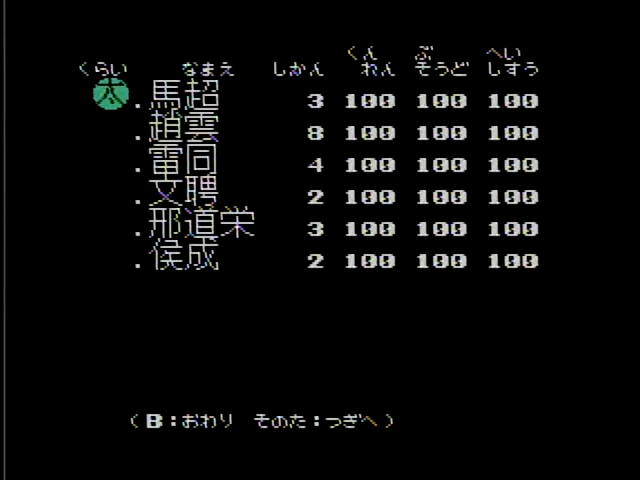 くん ぶ へい
くらい なまえ しかん れん そうど しすう
太 .馬超 3 100 100 100
.趙雲 8 100 100 100
.雷同 4 100 100 100
.文聘 2 100 100 100
.邢道栄 3 100 100 100
.侯成 2 100 100 100
(B:おわり そのた:つぎへ)